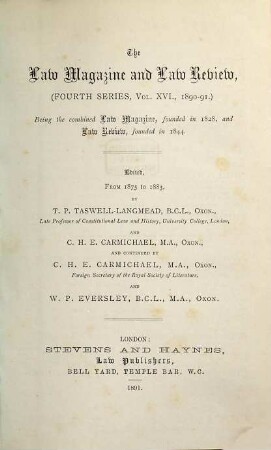 The
Law Magazine and Law Review,
(FOURTH SERIES, VOL. XVI., 1890-91.)
Being the combined Law Magazine, founded in 1828, and
Law Review, founded in 1844.
Edited,
FROM 1875 TO 1883,
BY
T. P. TASWELL-LANGMEAD, B.C.L., OXON.,
Late Professor of Constitutional Law and History, University College, London,
AND
C. H. E. CARMICHAEL, M.A., OXON.,
AND CONTINUED BY
C. H. E. CARMICHAEL, M.A., OXON.,
Foreign Secretary of the Royal Society of Literature,
AND
W. P. EVERSLEY, B.C.L., M.A., OXON.
LONDON:
STEVENS AND HAYNES,
Law Publishers,
BELL YARD, TEMPLE BAR, W.C.
1891.